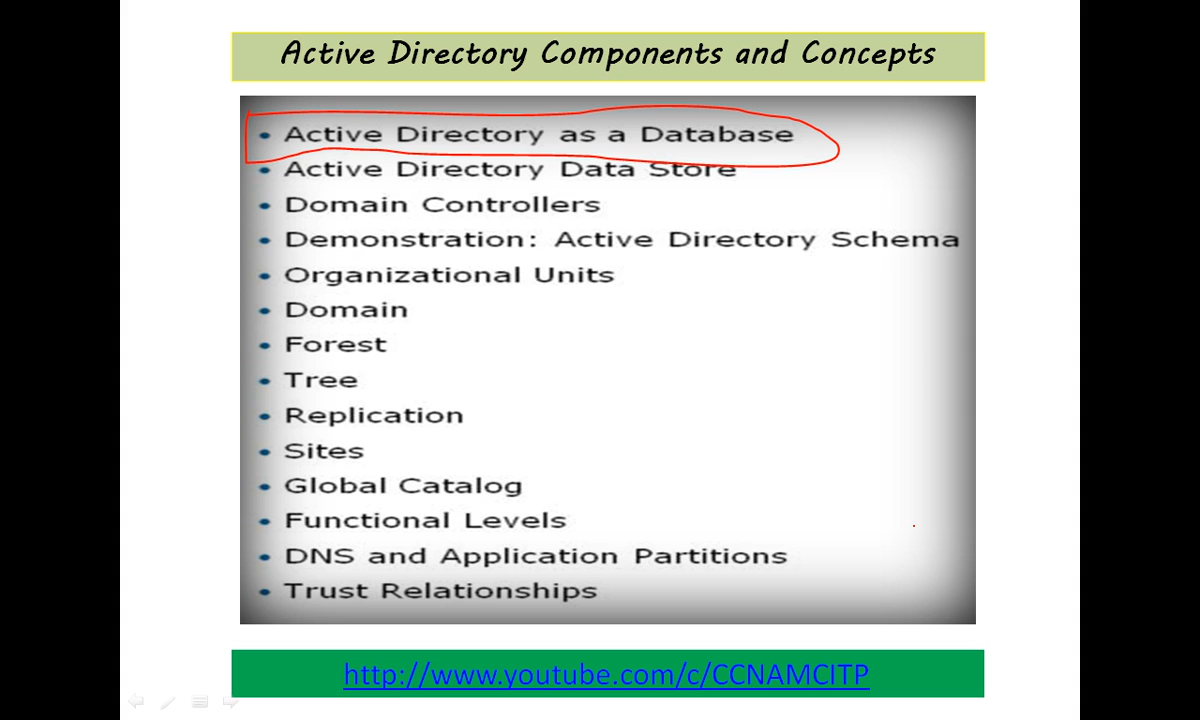 Active Directory Components and Concepts
• Active Directory as a Database
• Active Directory Data Store
• Domain Controllers
• Demonstration: Active Directory Schema
• Organizational Units
• Domain
• Forest
• Tree
• Replication
• Sites
• Global Catalog
• Functional Levels
• DNS and Application Partitions
• Trust Relationships
http://www.youtube.com/c/CCNAMCITP